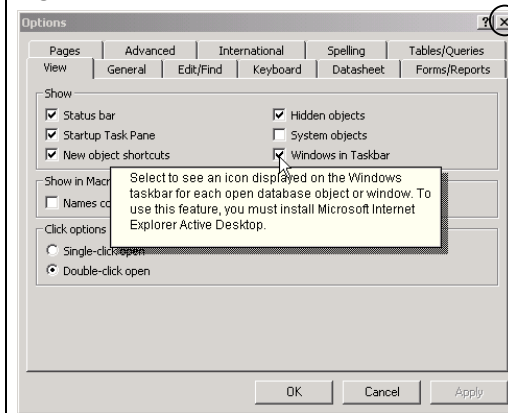 Options
Pages Advanced International Spelling Tables/Queries
View General Edit/Find Keyboard Datasheet Forms/Reports
Show
Status bar Hidden objects
Startup Task Pane System objects
New object shortcuts Windows in Taskbar
Show in Macr
Names co
Select to see an icon displayed on the Windows
taskbar for each open database object or window. To
use this feature, you must install Microsoft Internet
Explorer Active Desktop.
Click options
Single-click open
Double-click open
OK Cancel Apply